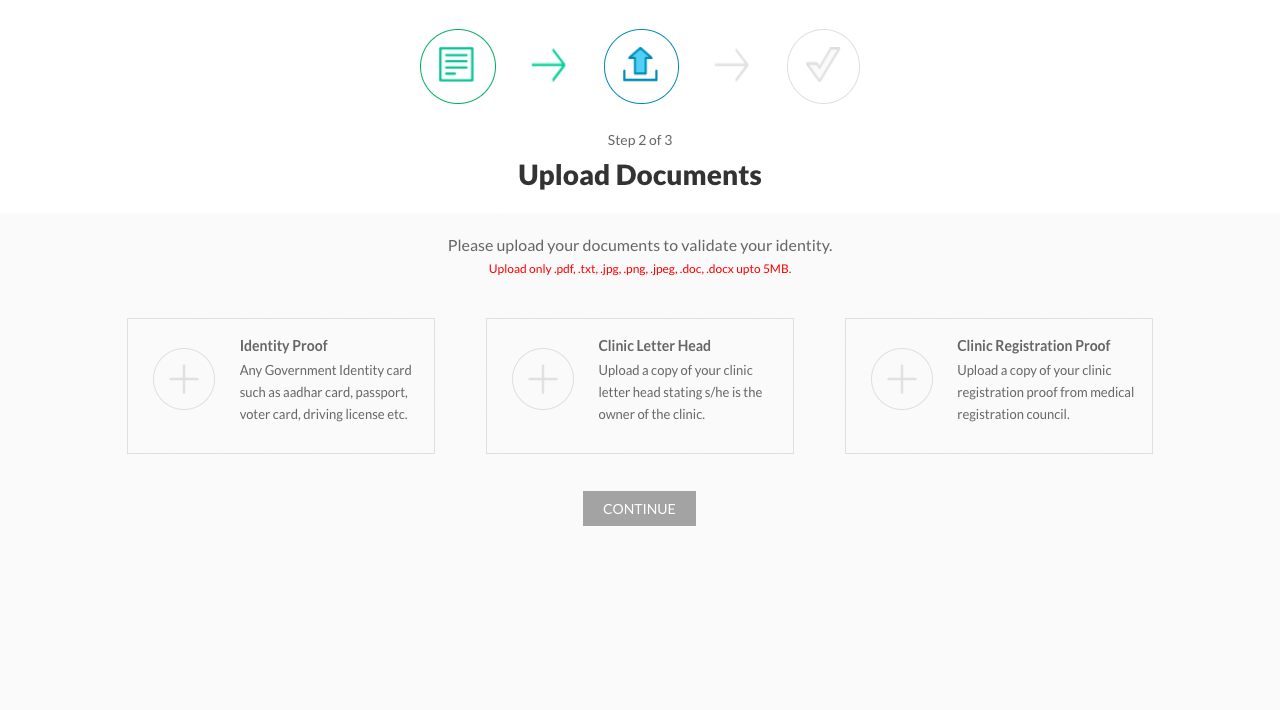 Step 2 of 3
Upload Documents
Please upload your documents to validate your identity.
Upload only .pdf, .txt, .jpg, .png, .jpeg, .doc, .docx upto 5MB.
Identity Proof
Any Government Identity card
such as aadhar card, passport,
voter card, driving license etc.
Clinic Letter Head
Upload a copy of your clinic
letter head stating s/he is the
owner of the clinic.
Clinic Registration Proof
Upload a copy of your clinic
registration proof from medical
registration council.
CONTINUE